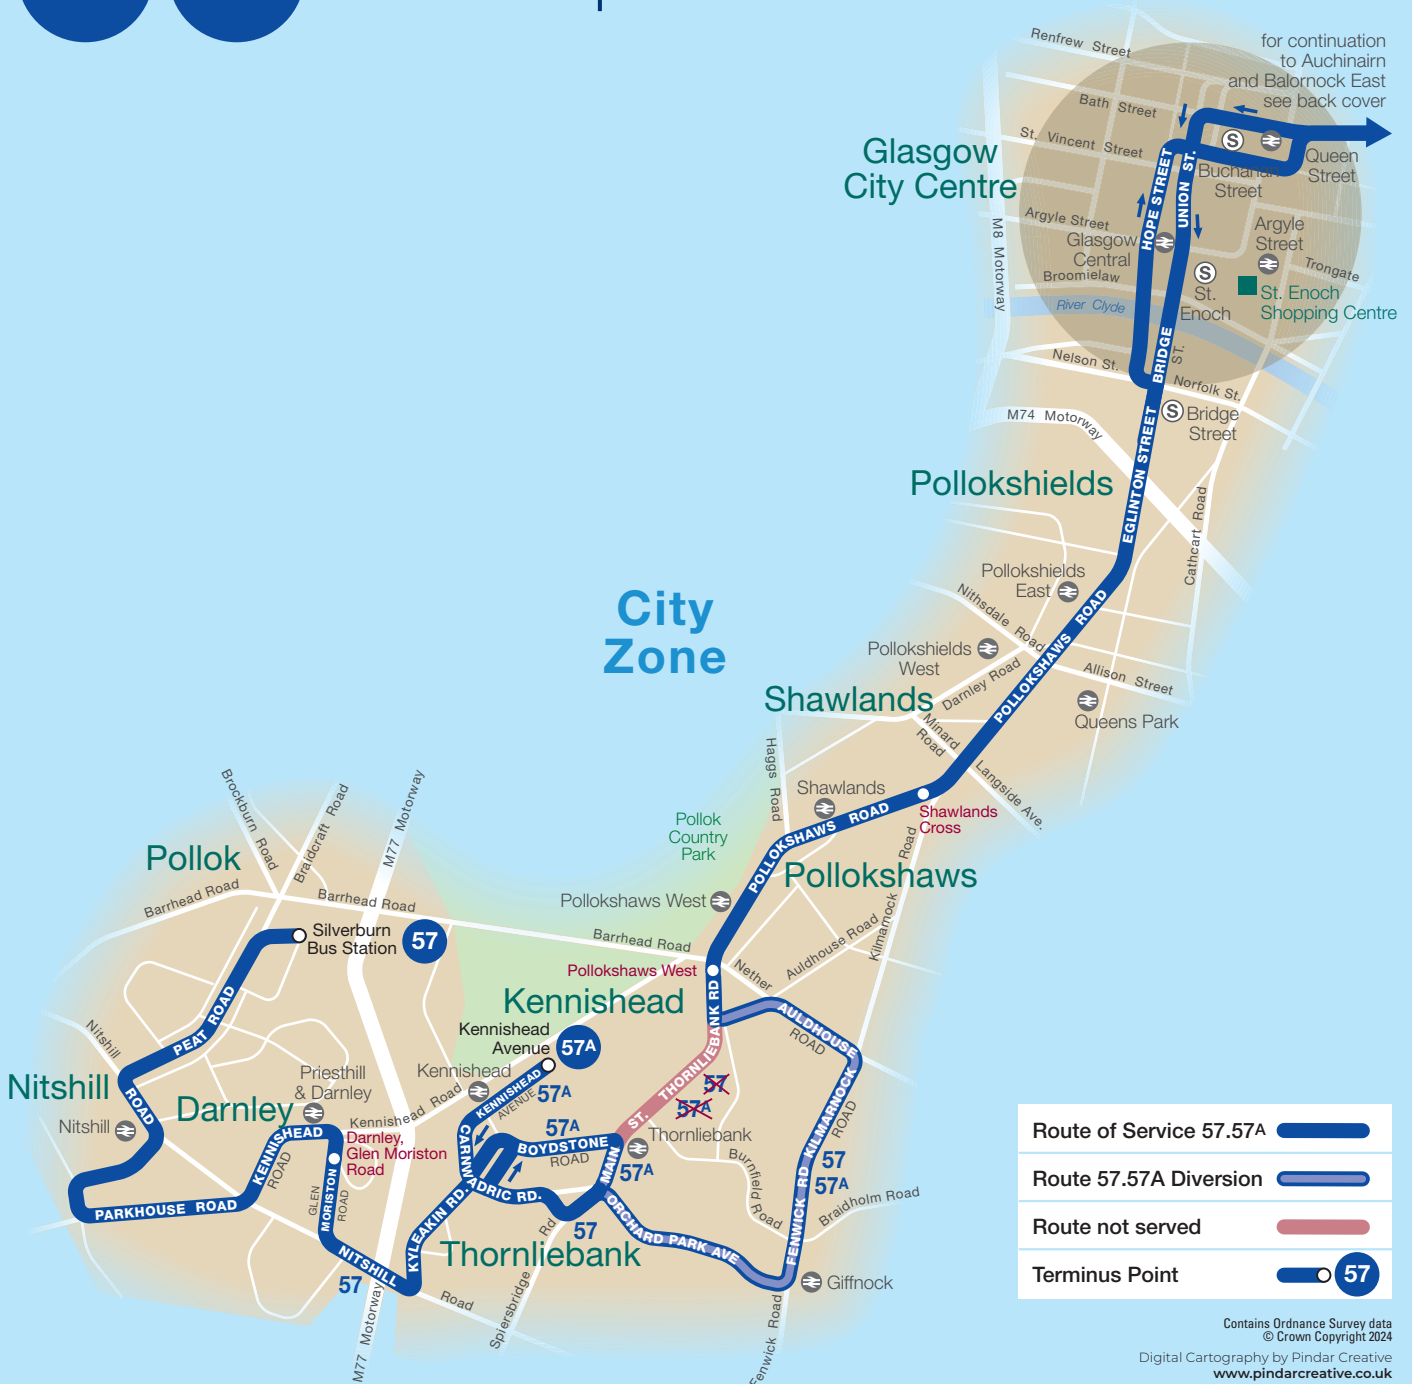 for continuation
to Auchinairn
and Balornock East
see back cover
Renfrew Street
Bath Street
St. Vincent Street
Glasgow
City Centre
HOPE STREET
UNION ST.
S
Buchanan
Street
Queen
Street
Argyle Street
Glasgow
Central
Argyle
Street
Broomielaw
Trongate
S
St.
Enoch
St. Enoch
Shopping Centre
M8 Motorway
River Clyde
BRIDGE
ST.
Nelson St.
Norfolk St.
S
Bridge
Street
M74 Motorway
EGLINTON STREET
Pollokshields
Cathcart Road
Pollokshields
East
Nithsdale Road
POLLOKSHAWS ROAD
Pollokshields
West
Darnley Road
Allison Street
City
Zone
Shawlands
Minard
Road
Queens Park
Haggs Road
Langside Ave.
Shawlands
POLLOKSHAWS ROAD
Shawlands
Cross
Pollok
Country
Park
Pollokshaws
Kilmarnock Road
Brockburn Road
Braidcraft Road
M77 Motorway
Pollok
Barrhead Road
Barrhead Road
Pollokshaws West
Barrhead Road
Auldhouse Road
Silverburn
Bus Station
57
Pollokshaws West
Nether
Kennishead
THORNLIEBANK RD
AULDHOUSE
ROAD
PEAT ROAD
Nitshill
ROAD
Kennishead
Avenue
57A
Kennishead
KENNISHEAD
AVENUE
57A
57
57A
ST.
Nitshill
Nitshill
Darnley
Priesthill
& Darnley
Kennishead Road
Darnley,
Glen Moriston
Road
KENNISHEAD
ROAD
GLEN
MORISTON
ROAD
PARKHOUSE ROAD
NITSHILL
57
Road
KYLEAKIN RD.
CARNWADRIC RD.
57A
BOYDSTONE
ROAD
MAIN
57A
Thornliebank
57
Thornliebank
Spiersbridge Rd
ORCHARD PARK AVE
Burnfield Road
KILMARNOCK
ROAD
57
57A
FENWICK RD
Braidholm Road
Giffnock
Fenwick Road
M77 Motorway
Route of Service 57.57A
Route 57.57A Diversion
Route not served
Terminus Point
57
Contains Ordnance Survey data
© Crown Copyright 2024
Digital Cartography by Pindar Creative
www.pindarcreative.co.uk